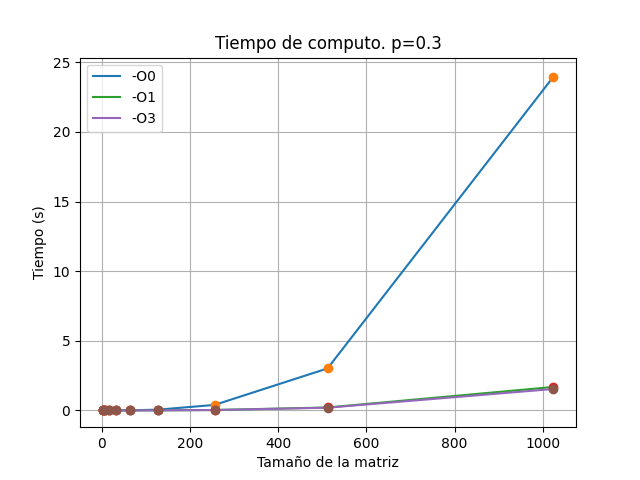 Tiempo de computo. p=0.3
25
20
15
10
5
0
Tiempo (s)
-O0
-O1
-O3
0 200 400 600 800 1000
Tamaño de la matriz